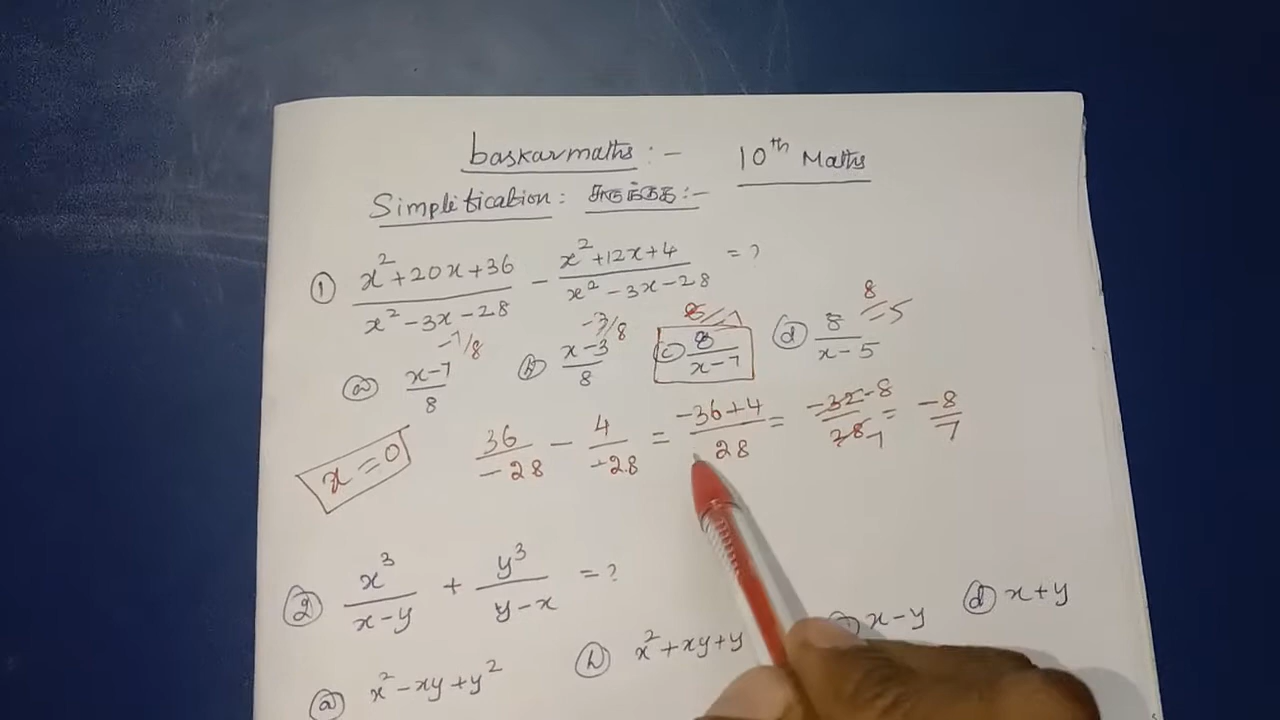 baskarmaths :- 10th Maths
Simplification : சுருக்குக :-
① (x²+20x+36)/(x²-3x-28) - (x²+12x+4)/(x²-3x-28) = ?
-7/8 -3/8 8/-7 8/-5
ⓐ (x-7)/8 ⓑ (x-3)/8 ⓒ 8/(x-7) ⓓ 8/(x-5)
x=0 36/-28 - 4/-28 = (-36+4)/28 = -32/28 -8/7 = -8/7
② x³/(x-y) + y³/(y-x) = ?
ⓐ x²-xy+y² ⓑ x²+xy+y x-y ⓓ x+y